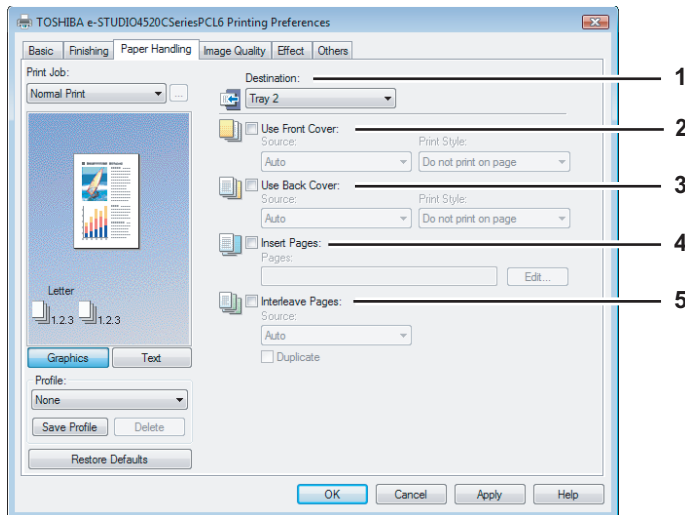 TOSHIBA e-STUDIO4520CSeriesPCL6 Printing Preferences
Basic Finishing Paper Handling Image Quality Effect Others
Print Job:
Normal Print
...
Letter
1.2.3 1.2.3
Graphics Text
Profile:
None
Save Profile Delete
Restore Defaults
Destination: 1
Tray 2
Use Front Cover: 2
Source: Print Style:
Auto Do not print on page
Use Back Cover: 3
Source: Print Style:
Auto Do not print on page
Insert Pages: 4
Pages:
Edit...
Interleave Pages: 5
Source:
Auto
Duplicate
OK Cancel Apply Help